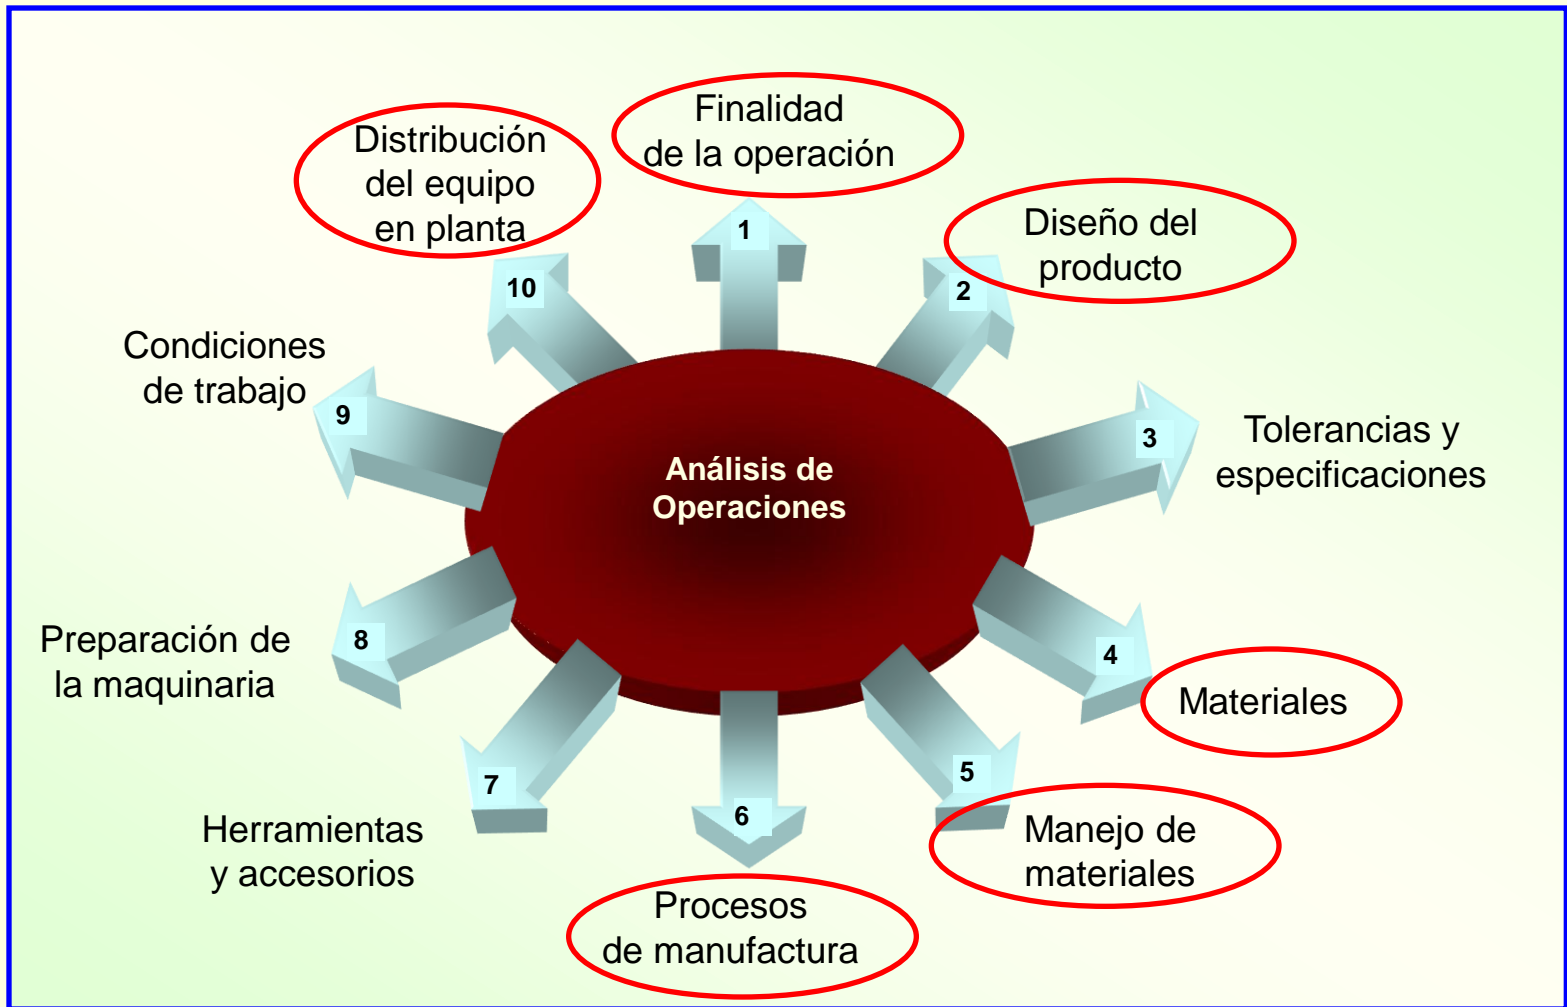 Finalidad
de la operación
1
Diseño del
producto
2
Tolerancias y
especificaciones
3
Materiales
4
Manejo de
materiales
5
Procesos
de manufactura
6
Herramientas
y accesorios
7
Preparación de
la maquinaria
8
Condiciones
de trabajo
9
Distribución
del equipo
en planta
10
Análisis de
Operaciones